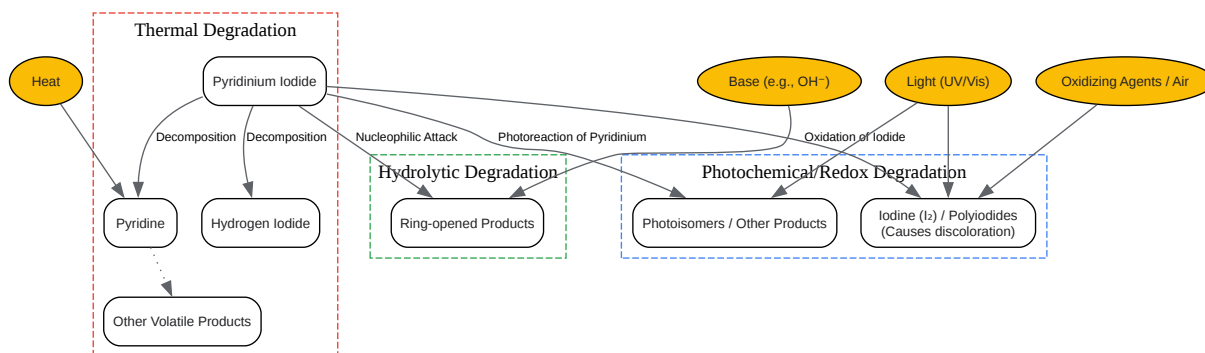 Thermal Degradation
Heat
Pyridinium Iodide
Base (e.g., OH⁻)
Light (UV/Vis)
Oxidizing Agents / Air
Decomposition
Decomposition
Nucleophilic Attack
Photoreaction of Pyridinium
Oxidation of Iodide
Hydrolytic Degradation
Photochemical/Redox Degradation
Pyridine
Hydrogen Iodide
Ring-opened Products
Photoisomers / Other Products
Iodine (I₂) / Polyiodides
(Causes discoloration)
Other Volatile Products